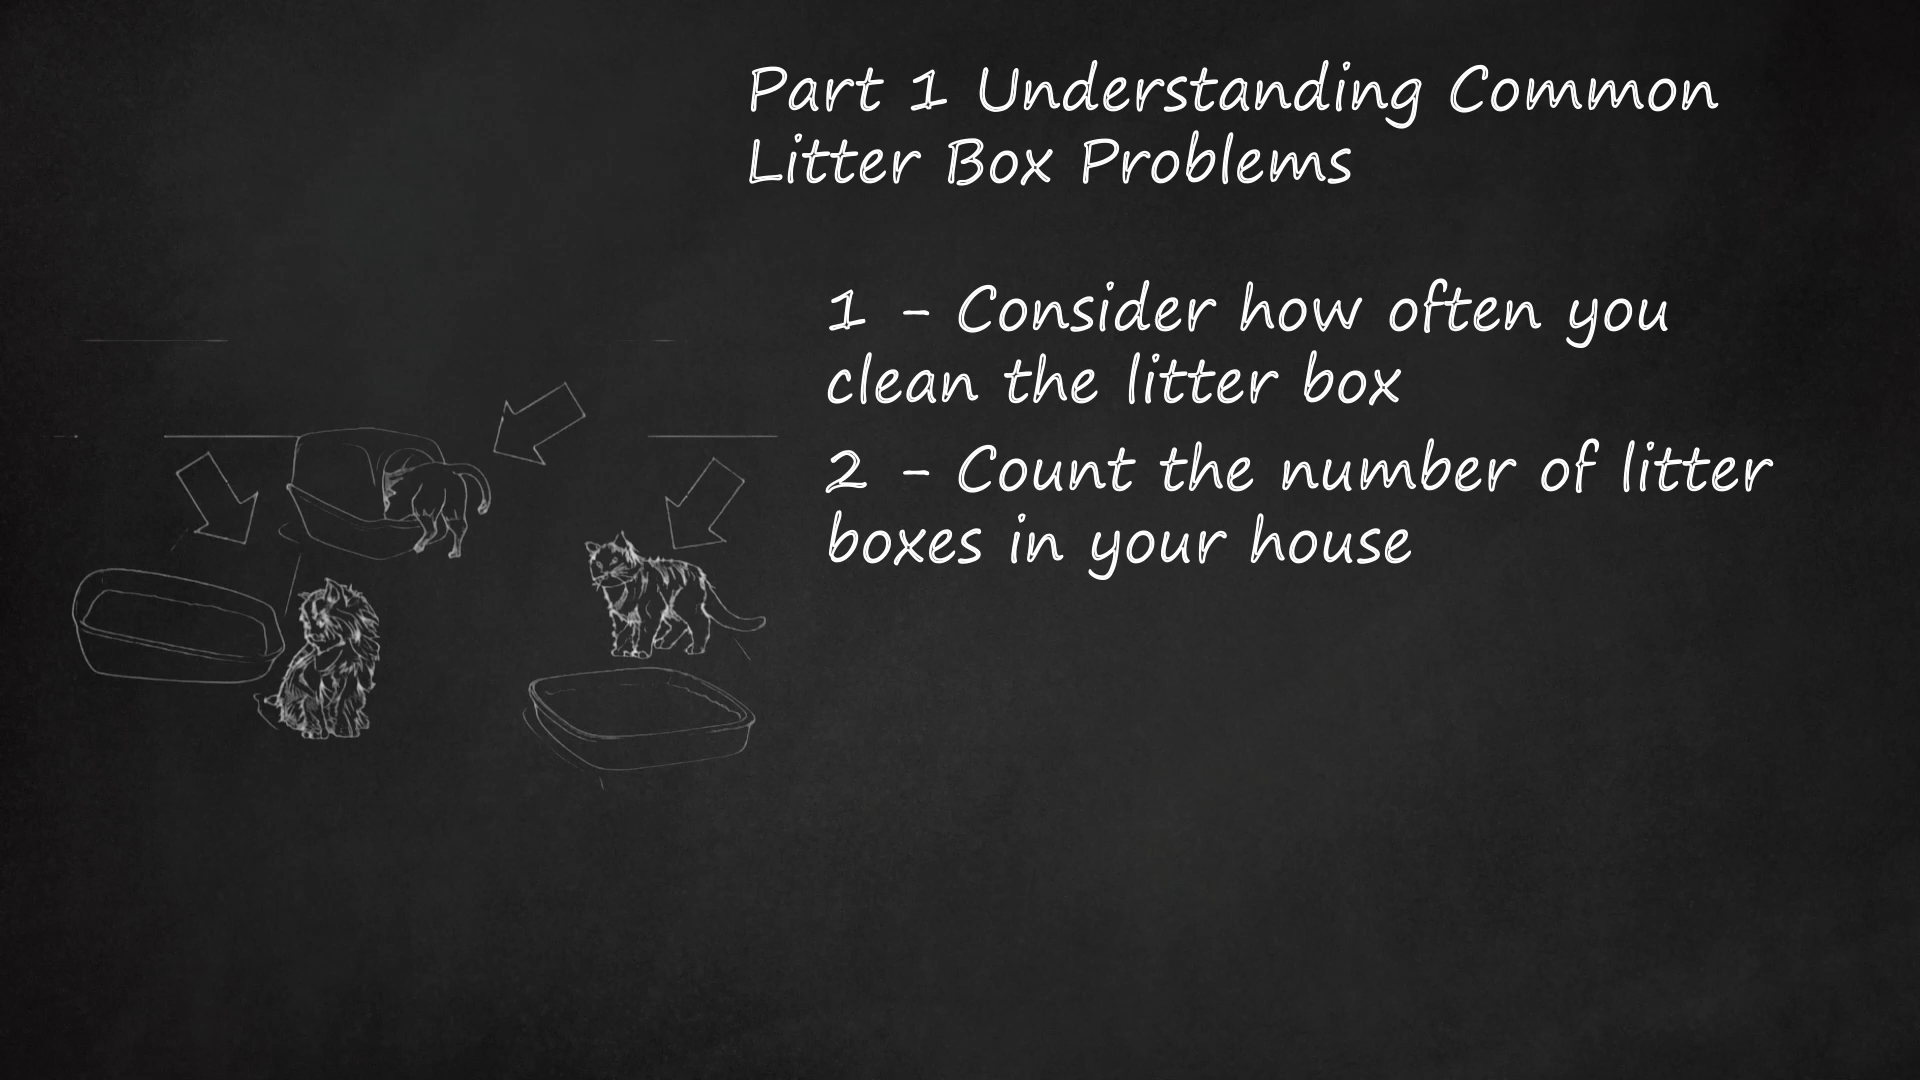 Part 1 Understanding Common
Litter Box Problems
1 - Consider how often you
clean the litter box
2 - Count the number of litter
boxes in your house